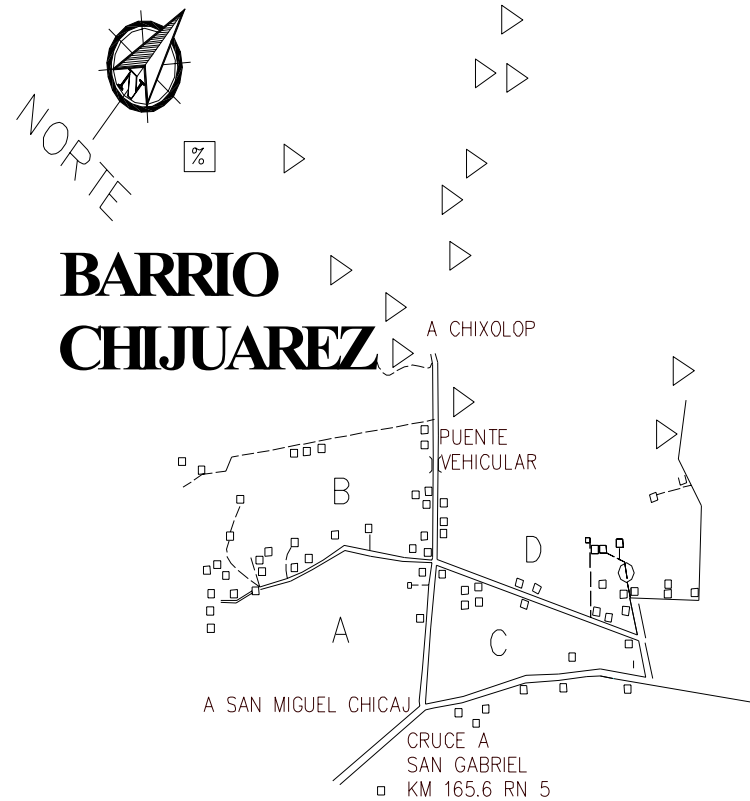 NORTE
%
BARRIO
CHIJUAREZ
A CHIXOLOP
PUENTE
VEHICULAR
B
D
A
C
A SAN MIGUEL CHICAJ
CRUCE A
SAN GABRIEL
KM 165.6 RN 5